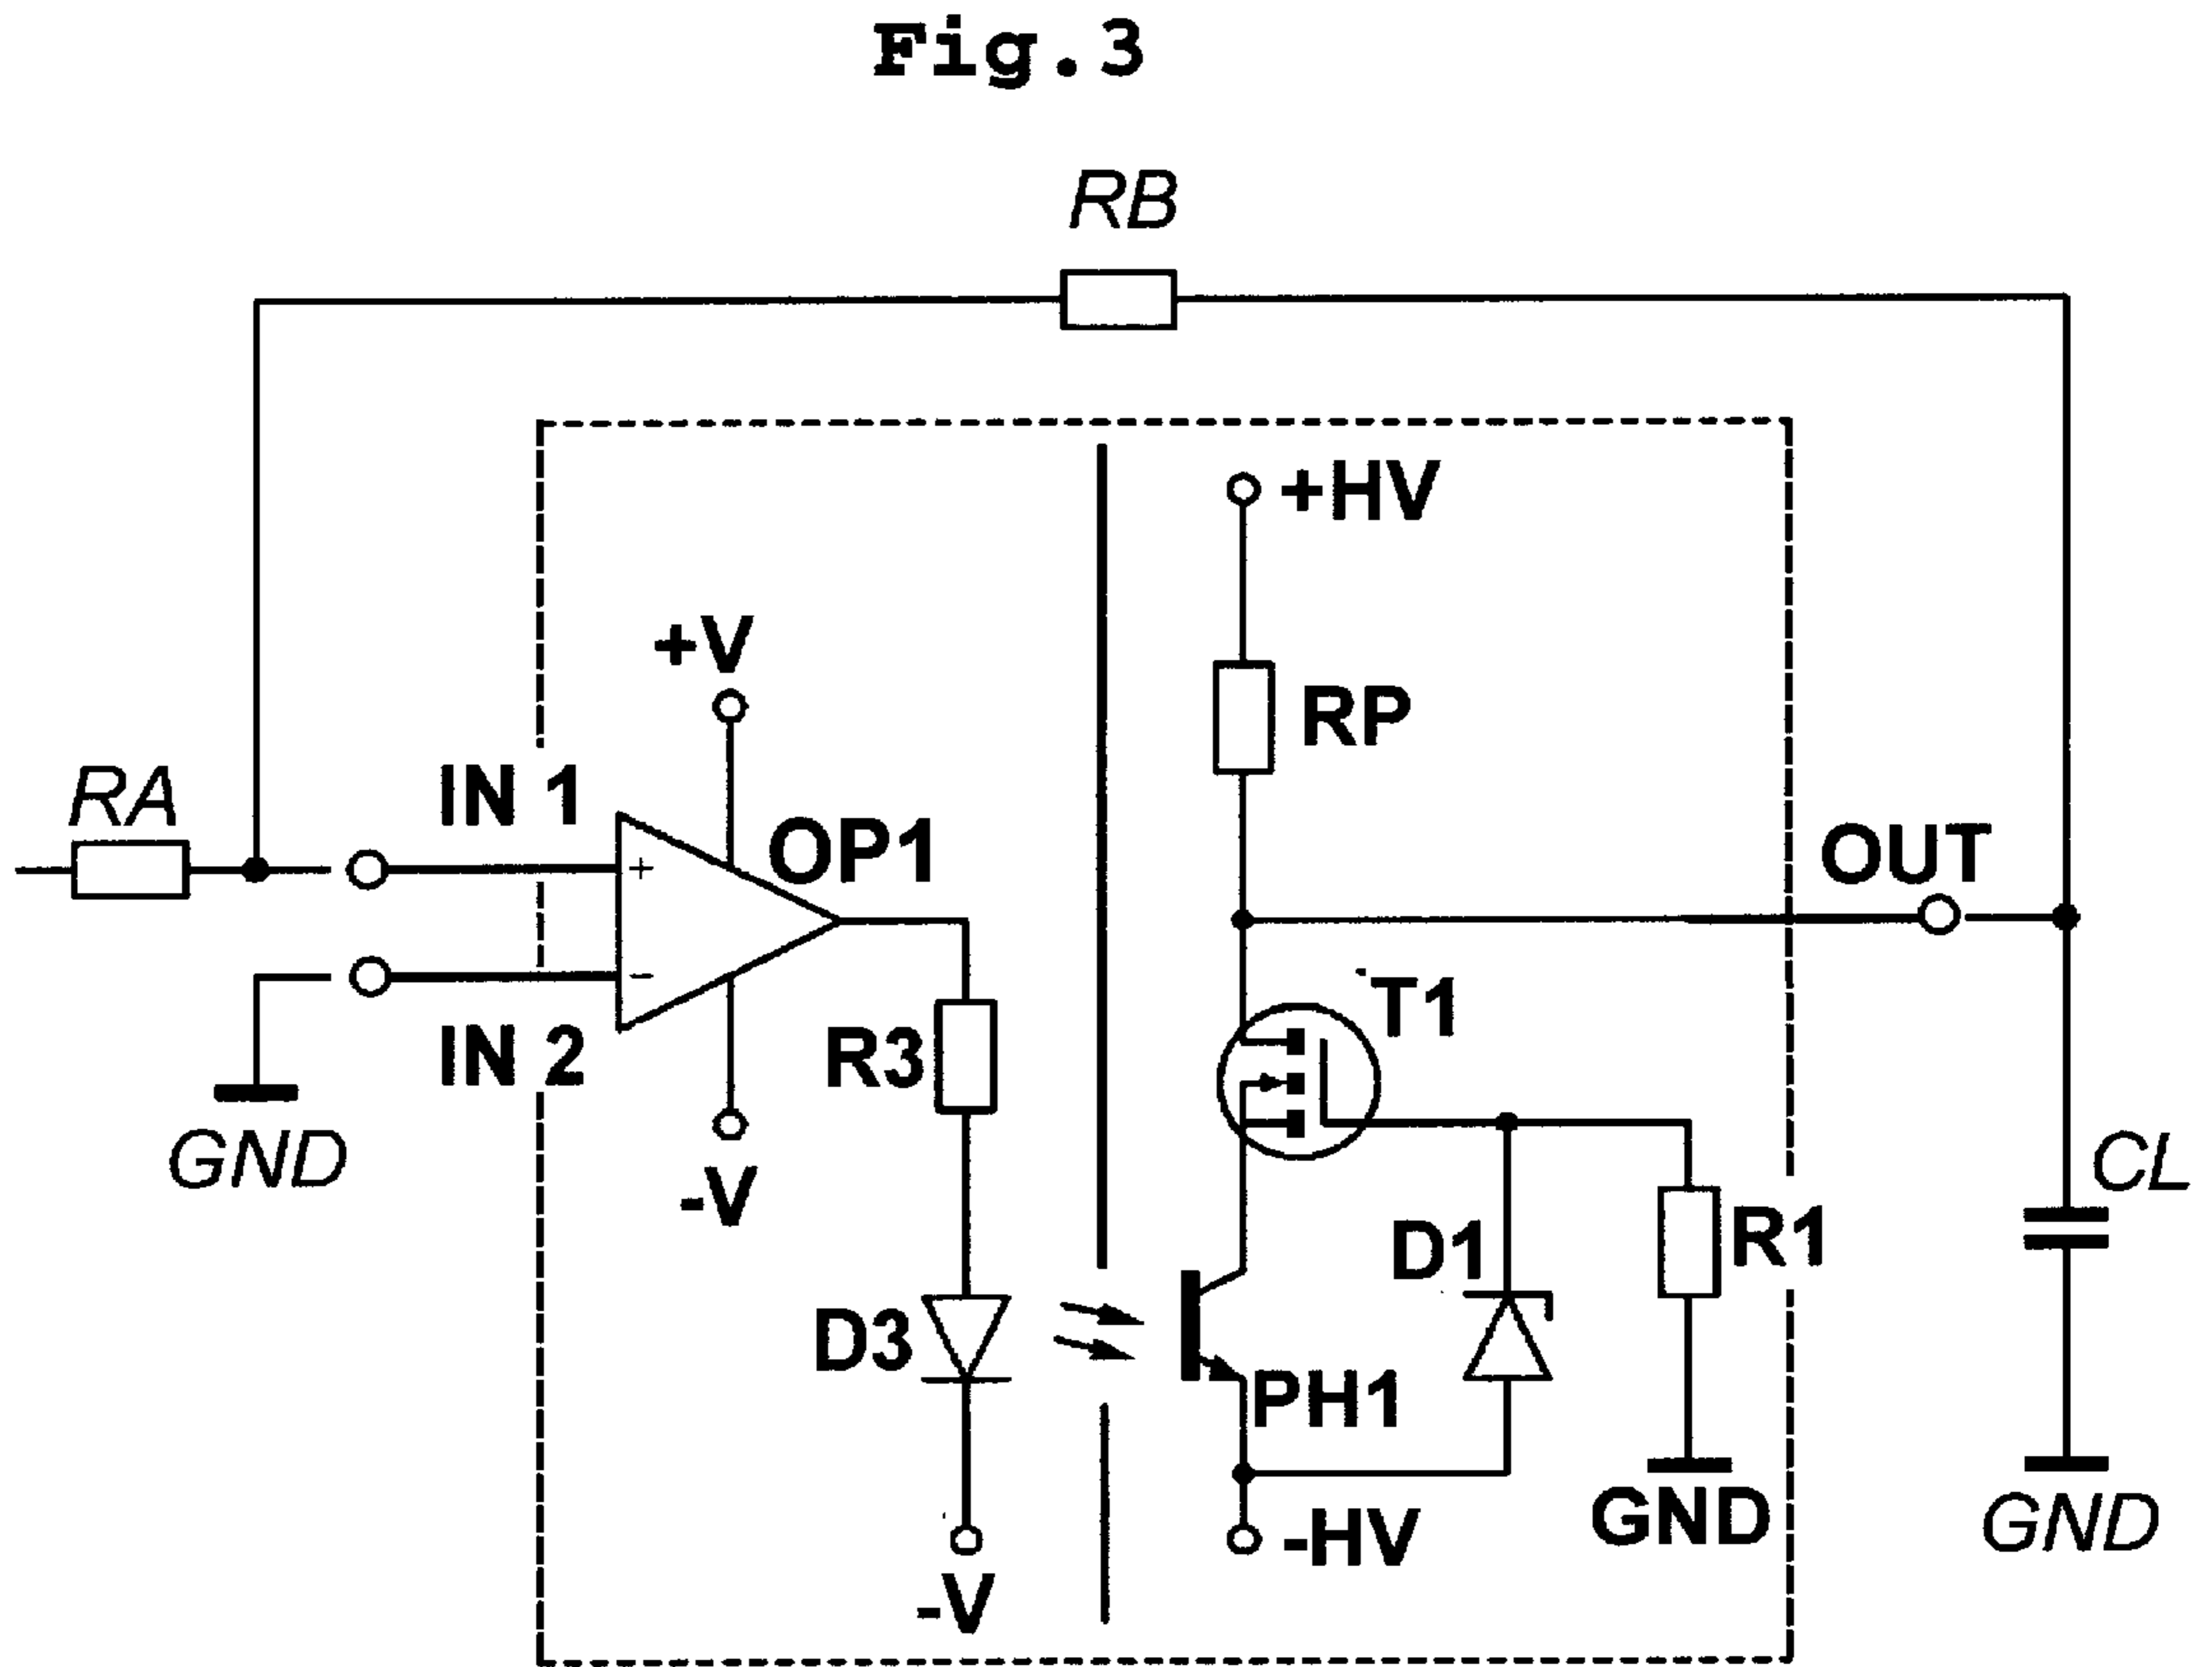 Fig.3
RB
+HV
+V
RP
RA
IN 1
OP1
OUT
+
-
T1
IN 2
R3
GND
-V
CL
D1
R1
D3
PH1
GND
-HV
GND
-V